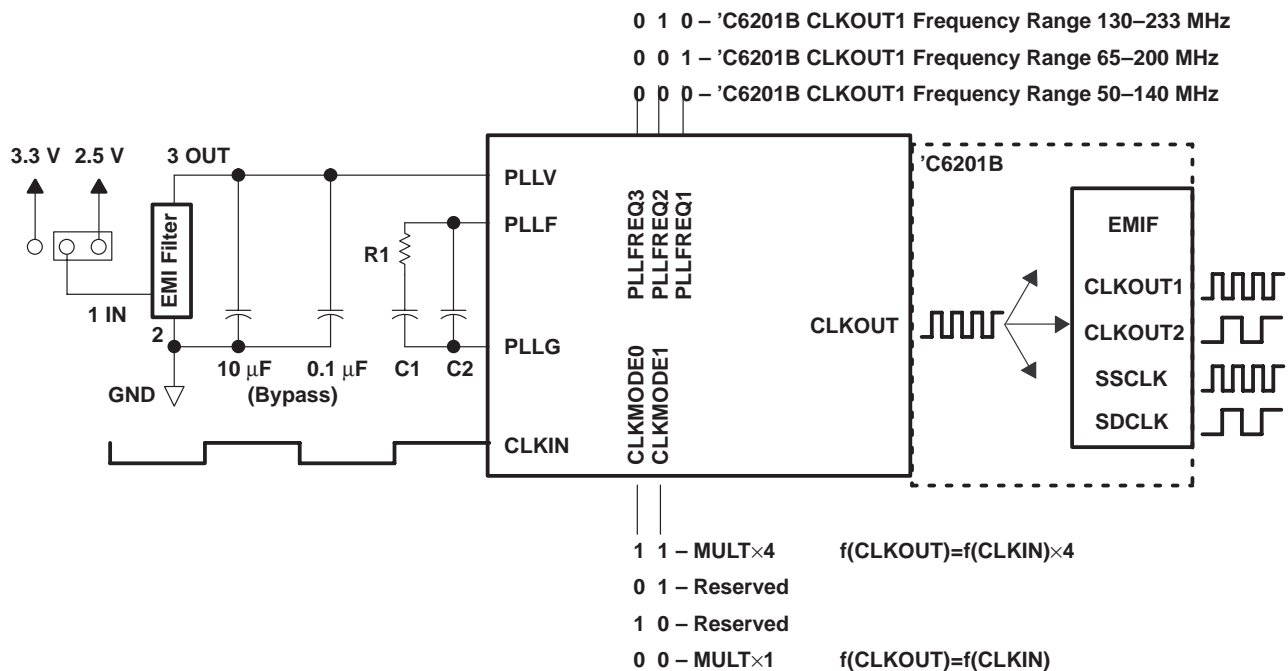 0 1 0 – 'C6201B CLKOUT1 Frequency Range 130–233 MHz
0 0 1 – 'C6201B CLKOUT1 Frequency Range 65–200 MHz
0 0 0 – 'C6201B CLKOUT1 Frequency Range 50–140 MHz
3.3 V 2.5 V 3 OUT
'C6201B
PLLV
PLLF
PLLFREQ3
PLLFREQ2
PLLFREQ1
EMIF
R1
EMI Filter
1 IN
2
CLKOUT1
CLKOUT
CLKOUT2
PLLG
10 μF 0.1 μF C1 C2
(Bypass)
GND
SSCLK
SDCLK
CLKMODE0
CLKMODE1
CLKIN
1 1 – MULT×4 f(CLKOUT)=f(CLKIN)×4
0 1 – Reserved
1 0 – Reserved
0 0 – MULT×1 f(CLKOUT)=f(CLKIN)